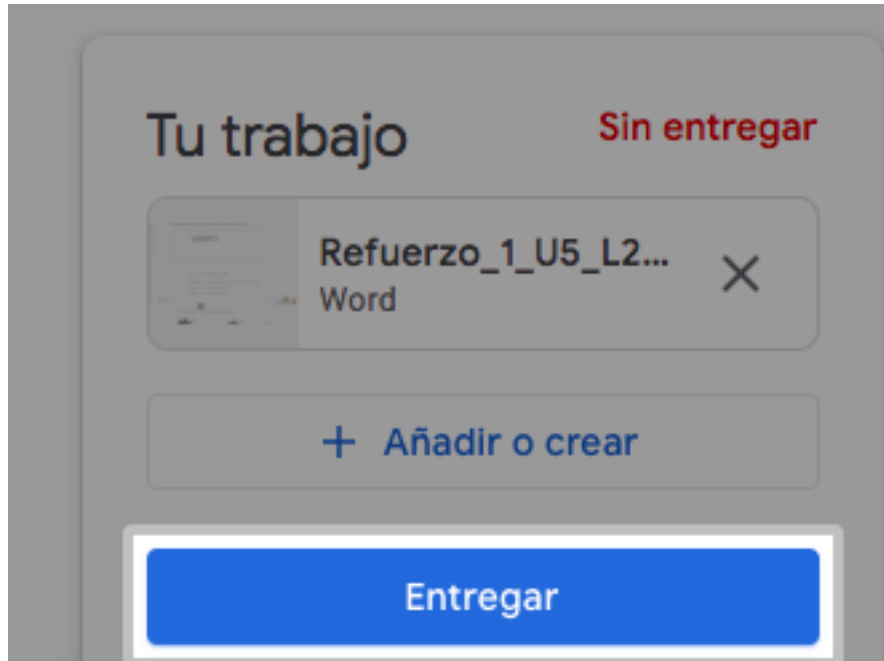 Tu trabajo
Sin entregar
Refuerzo_1_U5_L2...
Word
+ Añadir o crear
Entregar